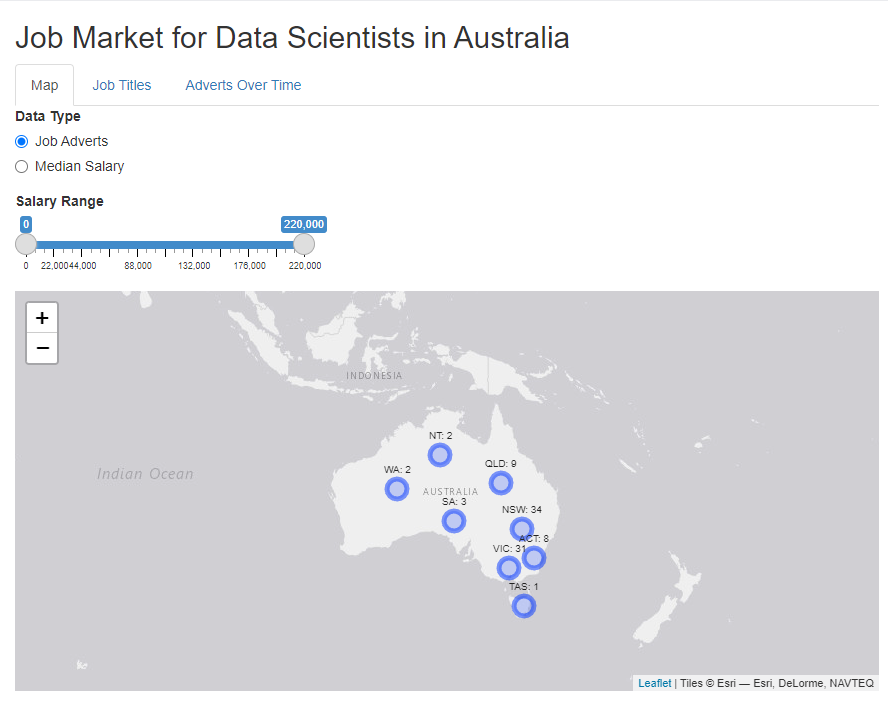 Job Market for Data Scientists in Australia
Map Job Titles Adverts Over Time
Data Type
Job Adverts
Median Salary
Salary Range
0 220,000
0 22,000 44,000 88,000 132,000 176,000 220,000
+
−
INDONESIA
NT: 2
QLD: 9
WA: 2
Indian Ocean
AUSTRALIA
SA: 3
NSW: 34
ACT: 8
VIC: 31
TAS: 1
Leaflet | Tiles © Esri — Esri, DeLorme, NAVTEQ